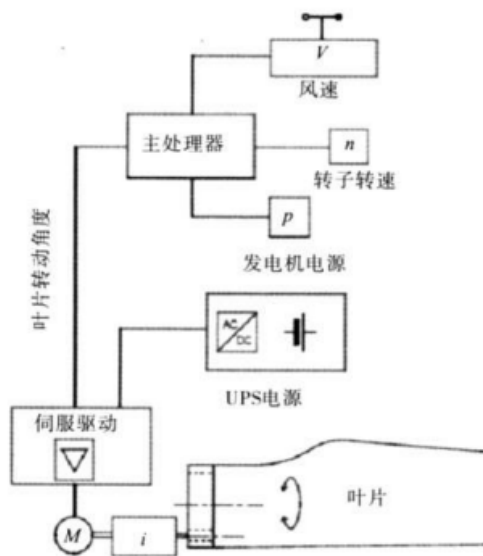 V
风速
主处理器
n
转子转速
p
发电机电源
叶片转动角度
AC
DC
UPS电源
伺服驱动
M
i
叶片